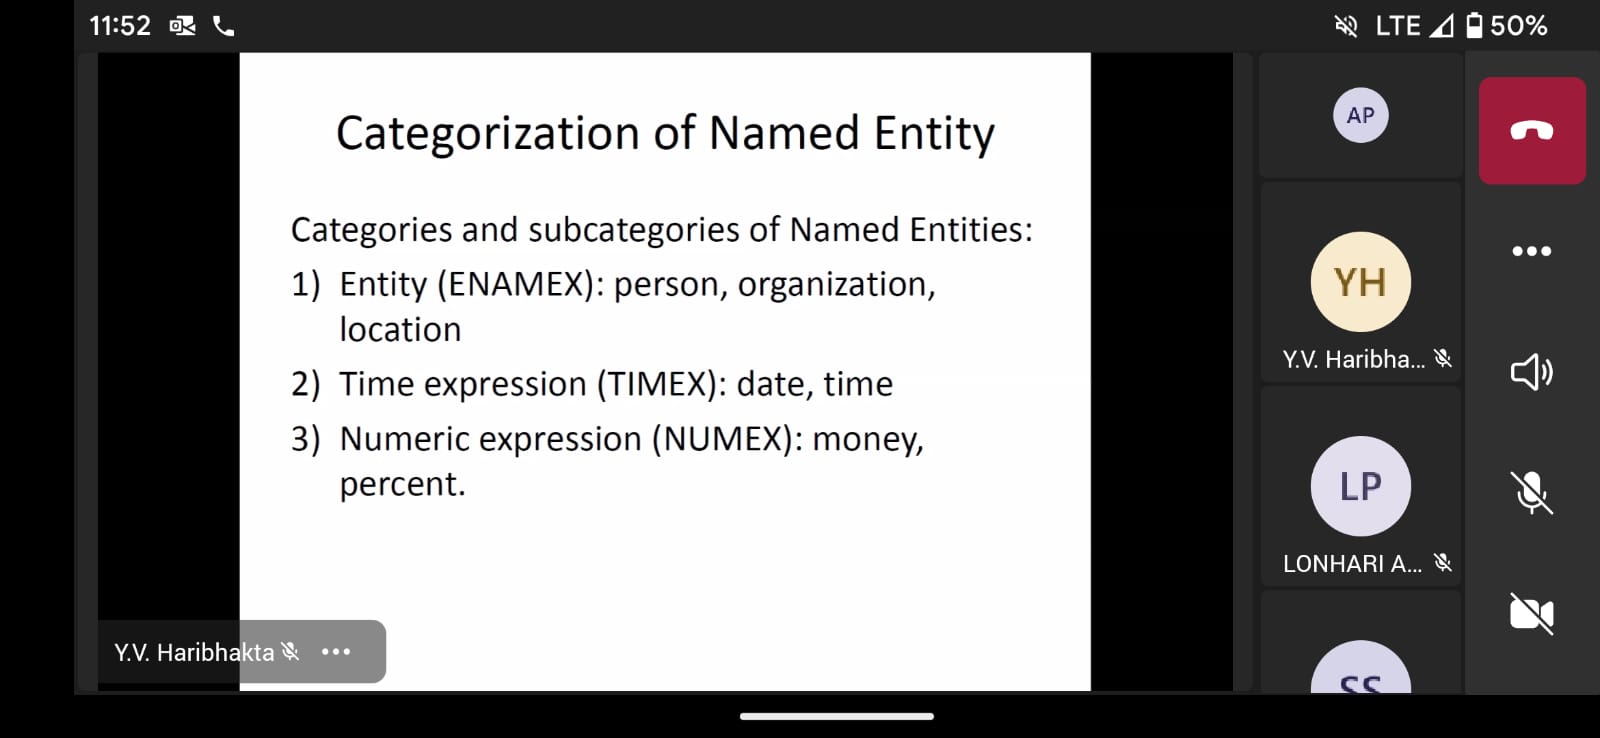 11:52
LTE 50%
Categorization of Named Entity
Categories and subcategories of Named Entities:
1) Entity (ENAMEX): person, organization,
location
2) Time expression (TIMEX): date, time
3) Numeric expression (NUMEX): money,
percent.
Y.V. Haribhakta
AP
YH
Y.V. Haribha...
LP
LONHARI A...
SS